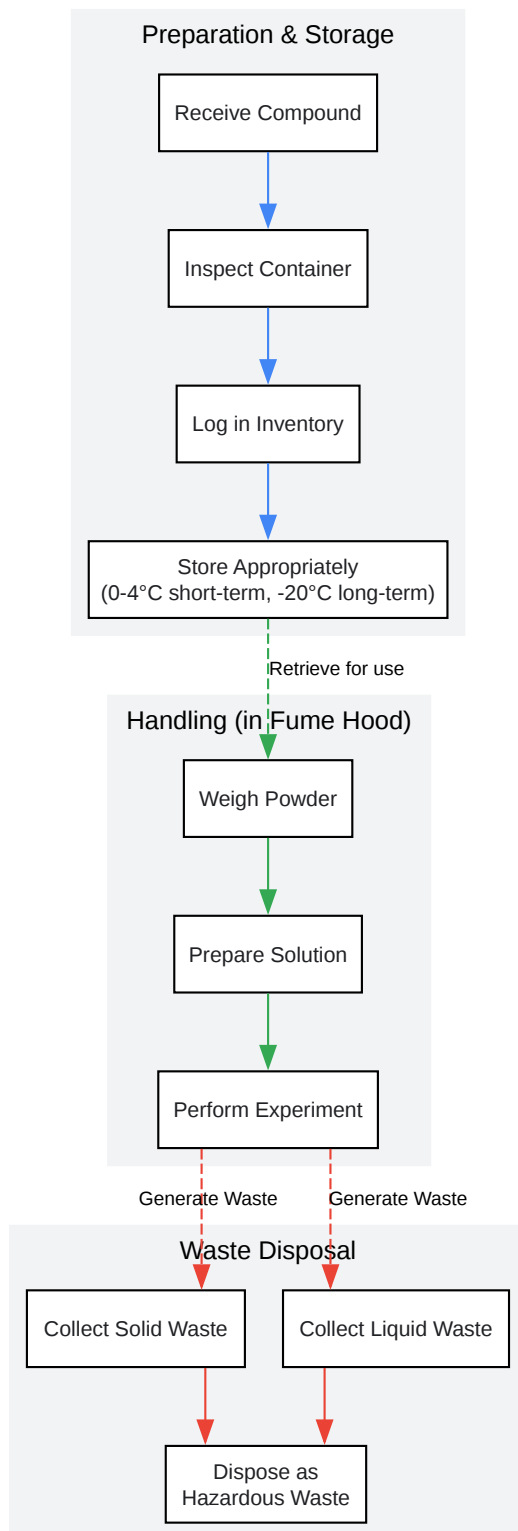 Preparation & Storage
Receive Compound
Inspect Container
Log in Inventory
Store Appropriately
(0-4°C short-term, -20°C long-term)
Retrieve for use
Handling (in Fume Hood)
Weigh Powder
Prepare Solution
Perform Experiment
Generate Waste
Generate Waste
Waste Disposal
Collect Solid Waste
Collect Liquid Waste
Dispose as
Hazardous Waste